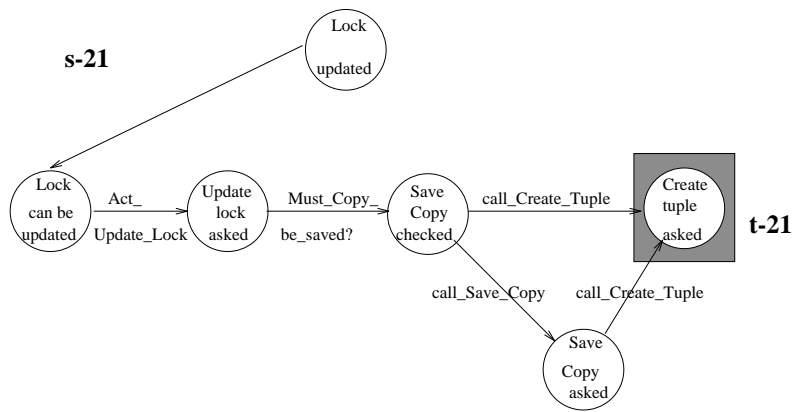 Lock
updated
s-21
Lock
can be
updated
Act_
Update_Lock
Update
lock
asked
Must_Copy_
be_saved?
Save
Copy
checked
call_Create_Tuple
Create
tuple
asked
t-21
call_Save_Copy
call_Create_Tuple
Save
Copy
asked